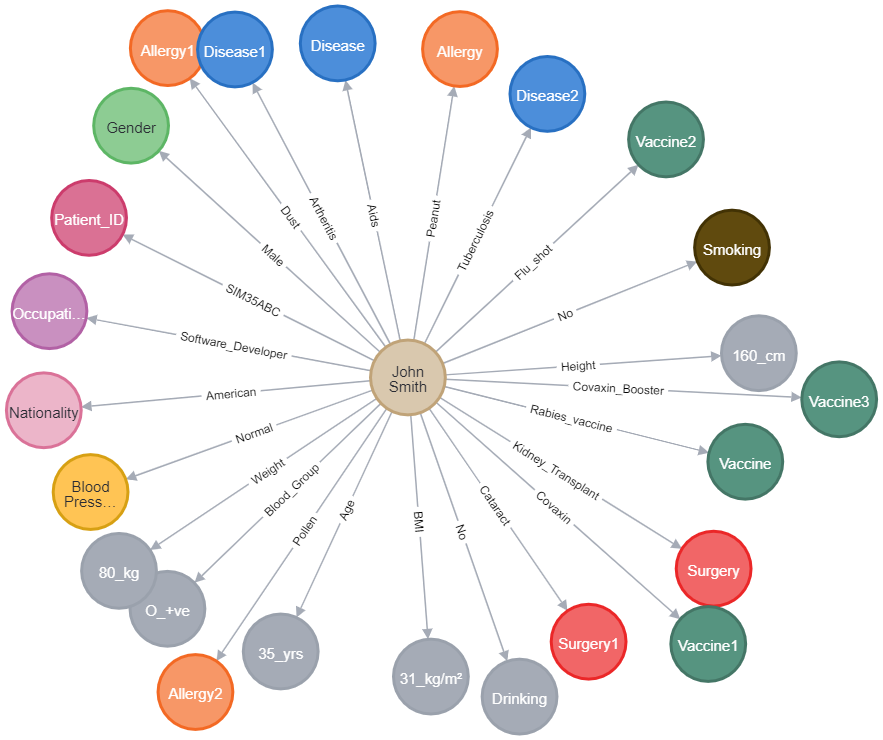 Allergy1
Disease1
Disease
Allergy
Disease2
Gender
Vaccine2
Patient_ID
Smoking
Occupati...
160_cm
Nationality
Vaccine3
Blood
Press...
Vaccine
80_kg
O_+ve
Surgery
Allergy2
35_yrs
31_kg/m²
Drinking
Surgery1
Vaccine1
John
Smith
Dust
Artheritis
Aids
Peanut
Tuberculosis
Flu_shot
Male
SIM35ABC
No
Software_Developer
Height
Covaxin_Booster
American
Rabies_vaccine
Normal
Kidney_Transplant
Weight
Blood_Group
Covaxin
Cataract
Pollen
Age
BMI
No